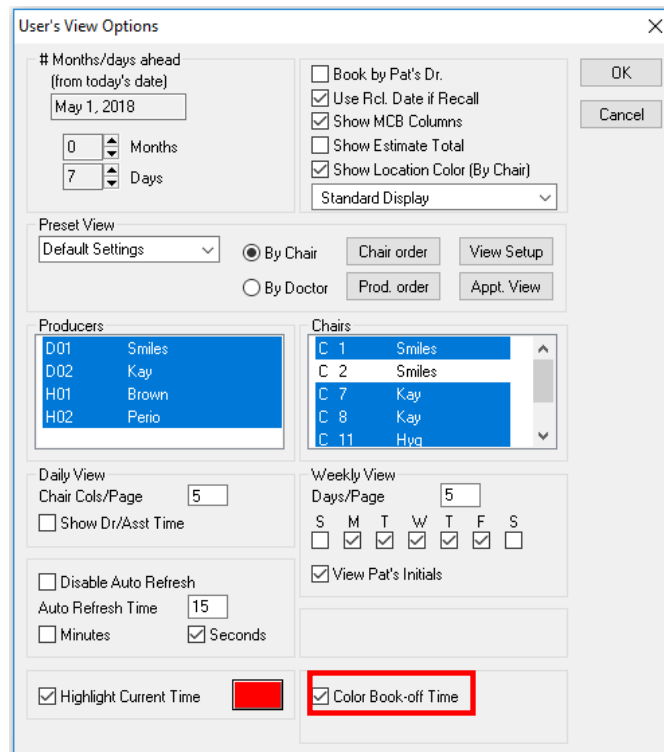 User's View Options
# Months/days ahead
(from today's date)
May 1, 2018
0 Months
7 Days
Book by Pat's Dr.
Use Rcl. Date if Recall
Show MCB Columns
Show Estimate Total
Show Location Color (By Chair)
Standard Display
OK
Cancel
Preset View
Default Settings
By Chair
Chair order
View Setup
By Doctor
Prod. order
Appt. View
Producers
D01 Smiles
D02 Kay
H01 Brown
H02 Perio
Chairs
C 1 Smiles
C 2 Smiles
C 7 Kay
C 8 Kay
C 11 Hyg
Daily View
Chair Cols/Page 5
Show Dr/Asst Time
Weekly View
Days/Page 5
S M T W T F S
View Pat's Initials
Disable Auto Refresh
Auto Refresh Time 15
Minutes Seconds
Highlight Current Time
Color Book-off Time